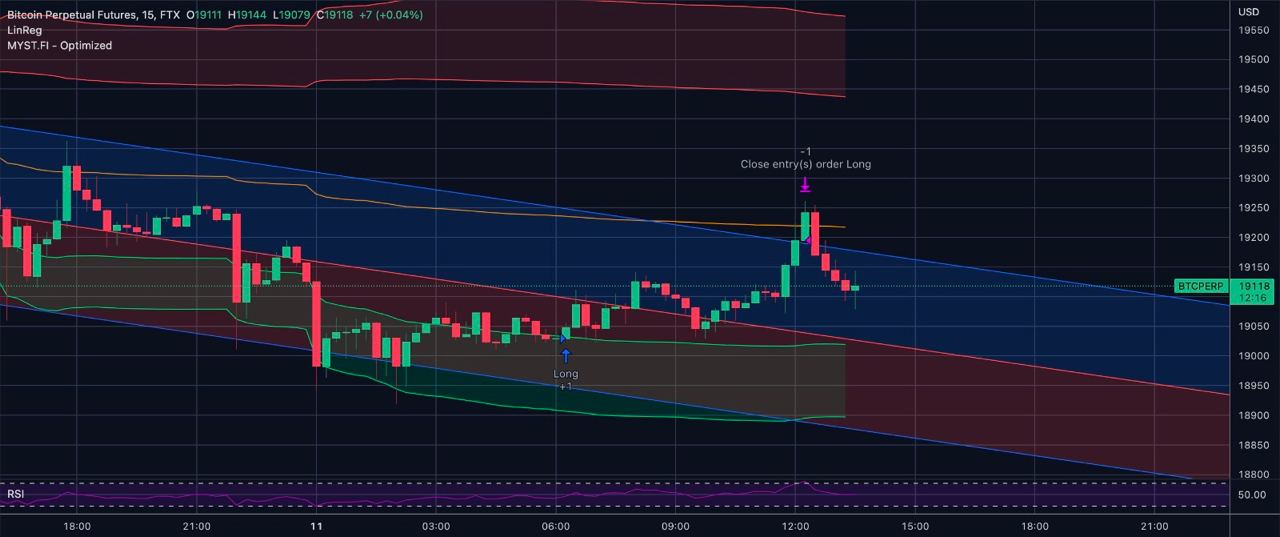 Bitcoin Perpetual Futures, 15, FTX O19111 H19144 L19079 C19118 +7 (+0.04%)
LinReg
MYST.FI - Optimized
USD
19550
19500
19450
19400
19350
19300
19250
19200
19150
BTCPERP 19118
12:16
19050
19000
18950
18900
18850
18800
-1
Close entry(s) order Long
Long
+1
RSI
50.00
18:00 21:00 11 03:00 06:00 09:00 12:00 15:00 18:00 21:00